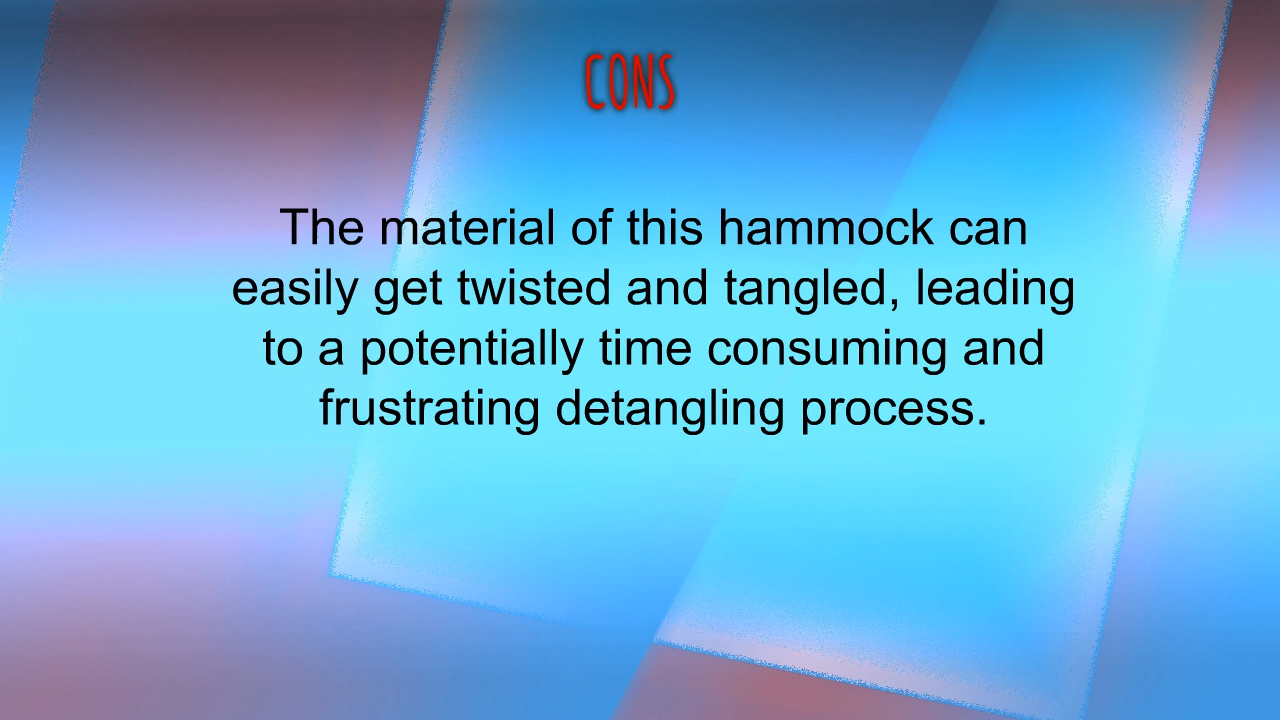 CONS
The material of this hammock can
easily get twisted and tangled, leading
to a potentially time consuming and
frustrating detangling process.